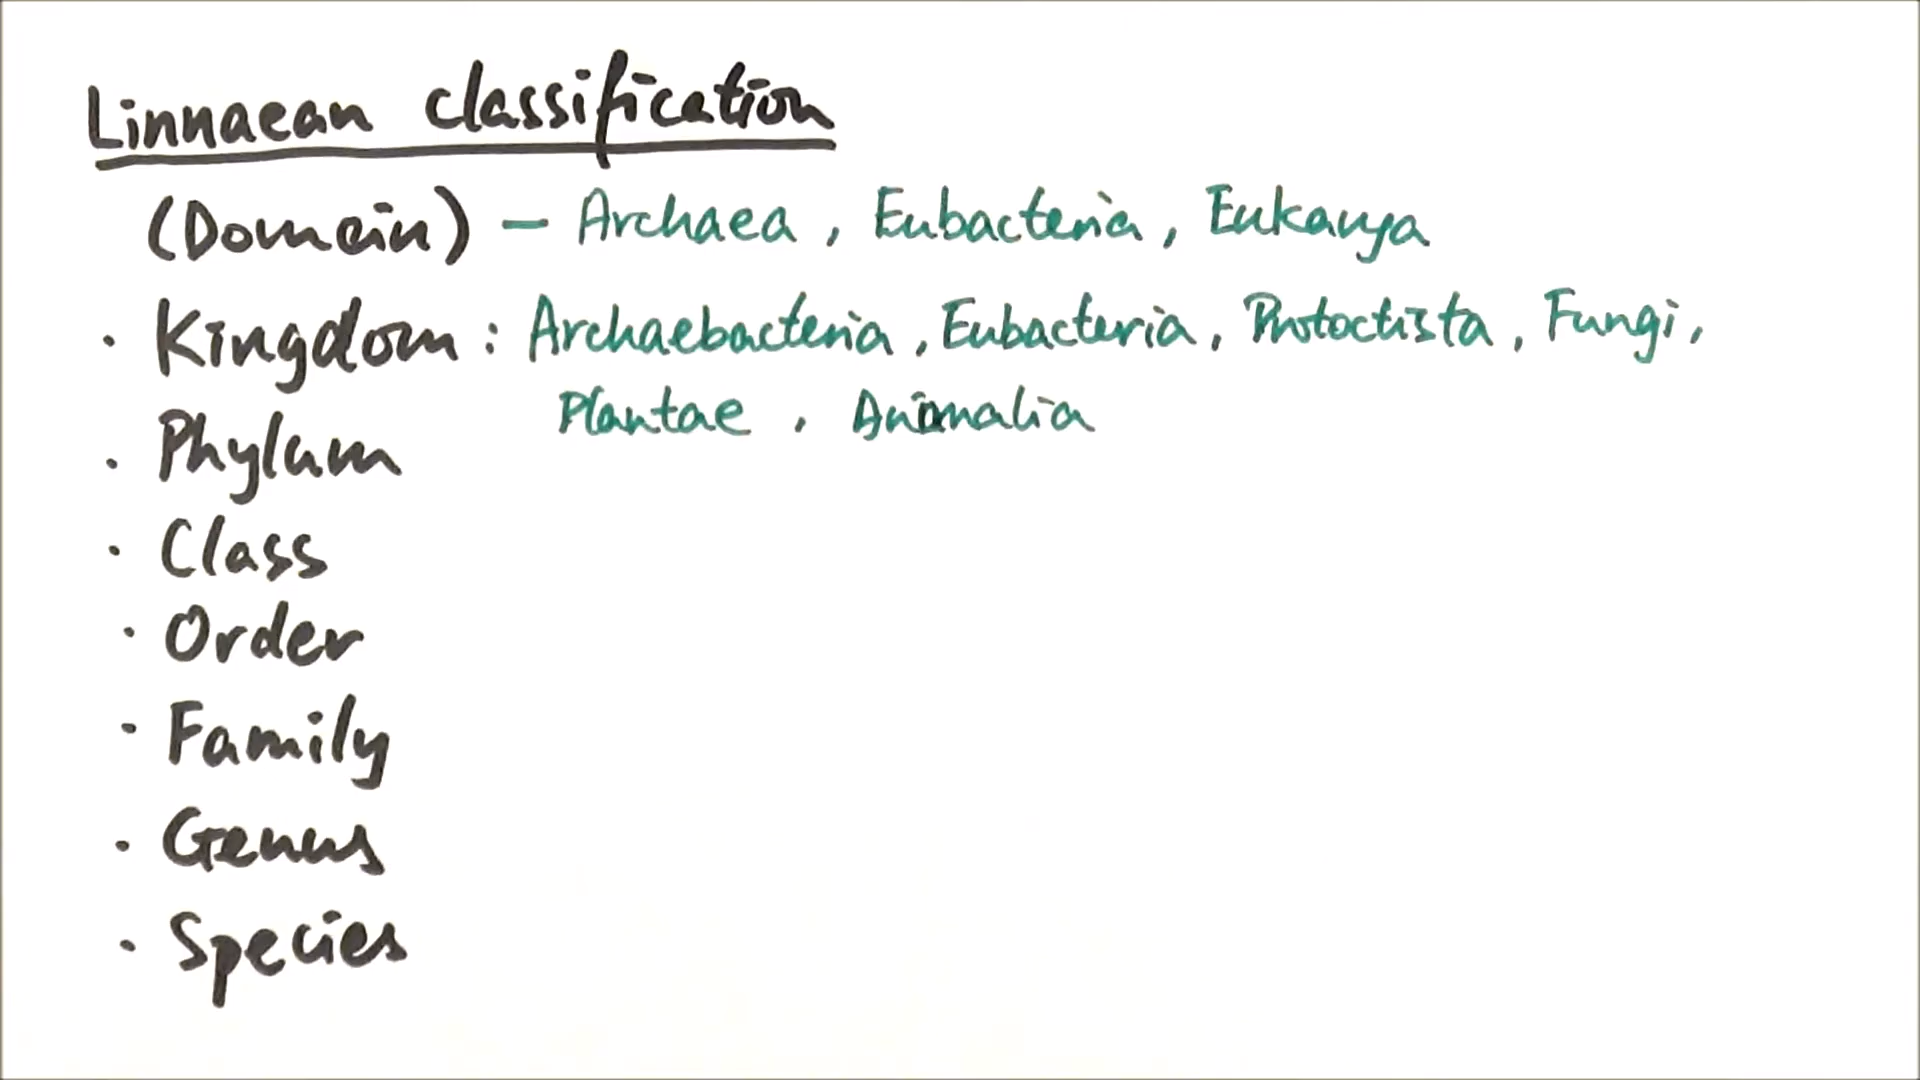 Linnaean classification
(Domain) – Archaea, Eubacteria, Eukarya
· Kingdom: Archaebacteria, Eubacteria, Protoctista, Fungi,
Plantae, Animalia
· Phylum
· Class
· Order
· Family
· Genus
· Species